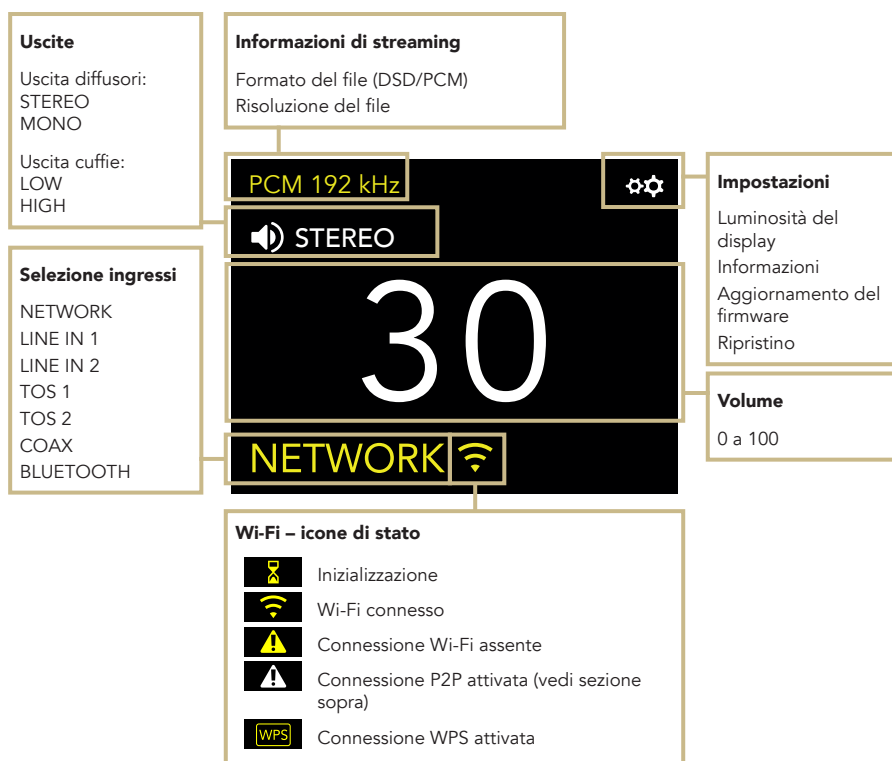 Uscite
Uscita diffusori:
STEREO
MONO
Uscita cuffie:
LOW
HIGH
Informazioni di streaming
Formato del file (DSD/PCM)
Risoluzione del file
PCM 192 kHz
STEREO
30
NETWORK
Selezione ingressi
NETWORK
LINE IN 1
LINE IN 2
TOS 1
TOS 2
COAX
BLUETOOTH
Impostazioni
Luminosità del
display
Informazioni
Aggiornamento del
firmware
Ripristino
Volume
0 a 100
Wi-Fi – icone di stato
Inizializzazione
Wi-Fi connesso
Connessione Wi-Fi assente
Connessione P2P attivata (vedi sezione
sopra)
WPS Connessione WPS attivata